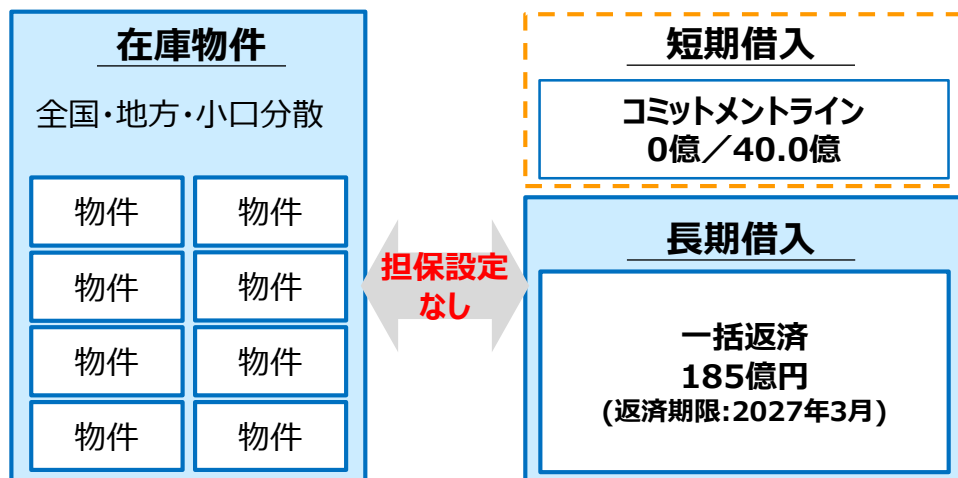 在庫物件
全国・地方・小口分散
物件
物件
物件
物件
物件
物件
物件
物件
担保設定
なし
短期借入
コミットメントライン
0億／40.0億
長期借入
一括返済
185億円
(返済期限:2027年3月)